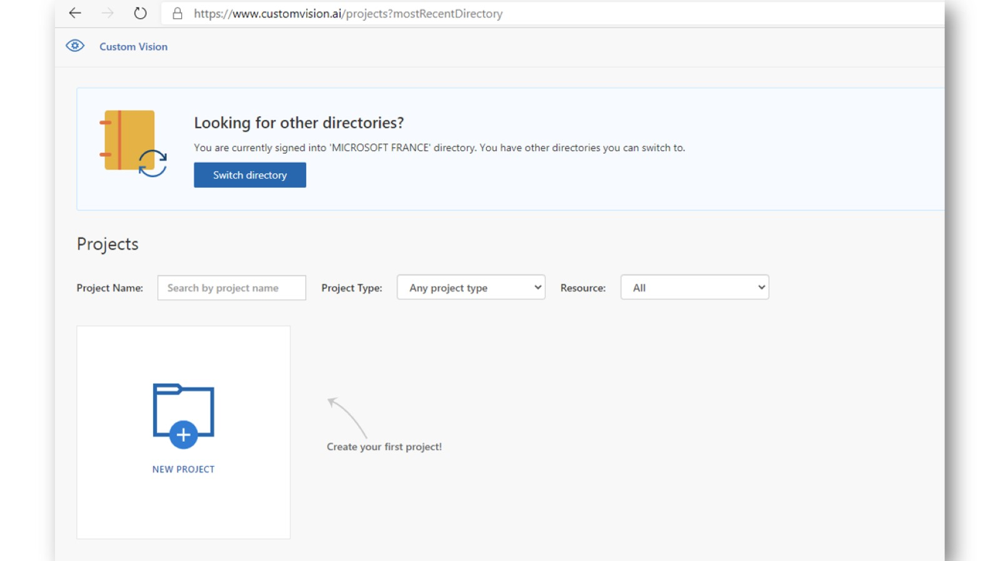 https://www.customvision.ai/projects?mostRecentDirectory
Custom Vision
Looking for other directories?
You are currently signed into 'MICROSOFT FRANCE' directory. You have other directories you can switch to.
Switch directory
Projects
Project Name: Search by project name Project Type: Any project type Resource: All
Create your first project!
NEW PROJECT